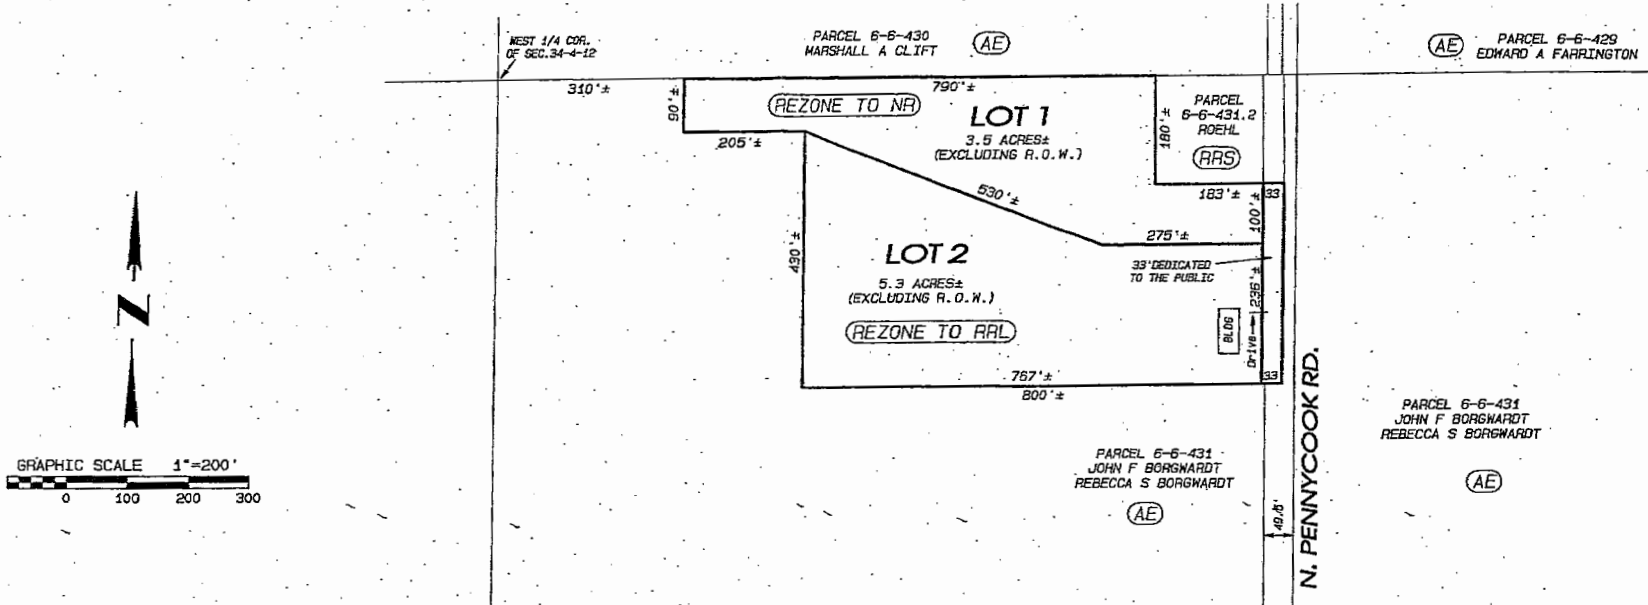 WEST 1/4 COR.
OF SEC.34-4-12
PARCEL 6-6-430
MARSHALL A CLIFT
AE
AE
PARCEL 6-6-429
EDWARD A FARRINGTON
310'±
790'±
90'±
REZONE TO NR
LOT 1
3.5 ACRES±
(EXCLUDING R.O.W.)
180'±
PARCEL
6-6-431.2
ROEHL
RRS
205'±
530'±
183'±
33
100'±
275'±
490'±
LOT 2
5.3 ACRES±
(EXCLUDING R.O.W.)
REZONE TO RRL
33' DEDICATED
TO THE PUBLIC
236'±
BLDG
Drive
33
767'±
800'±
N
N. PENNYCOOK RD.
PARCEL 6-6-431
JOHN F BORGWARDT
REBECCA S BORGWARDT
AE
PARCEL 6-6-431
JOHN F BORGWARDT
REBECCA S BORGWARDT
AE
49.5'
GRAPHIC SCALE 1"=200'
0 100 200 300